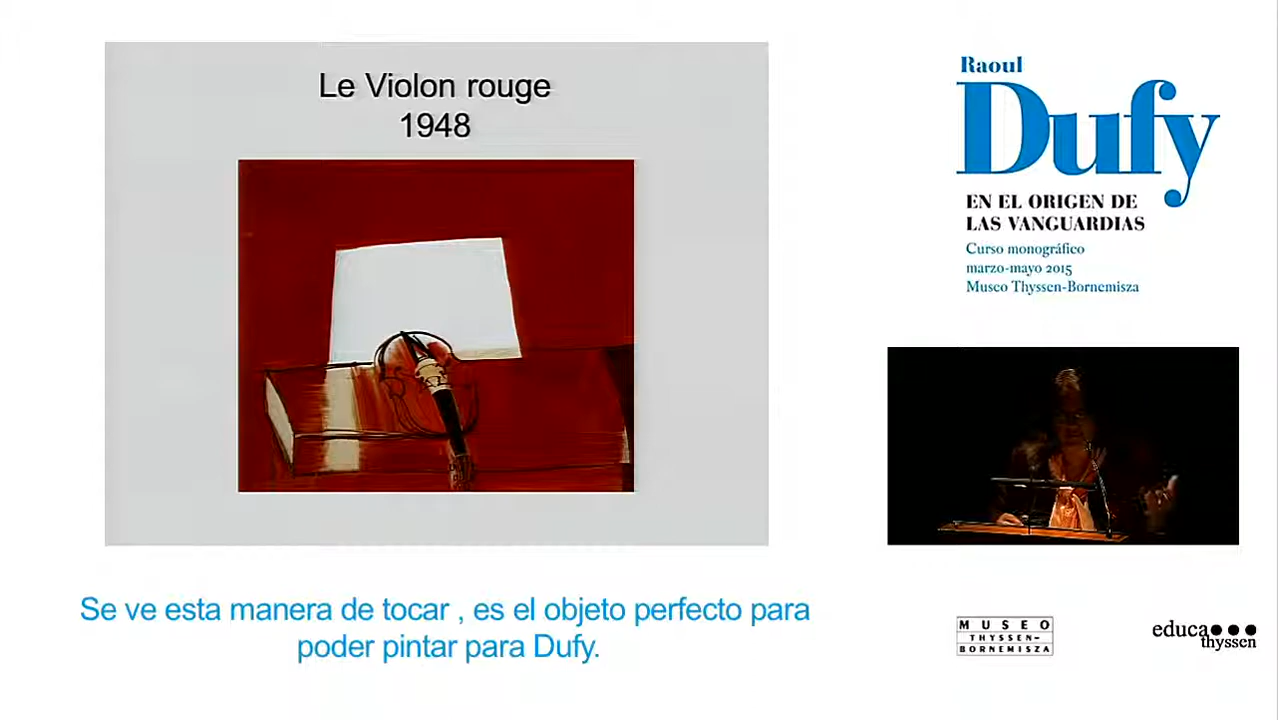 Le Violon rouge
1948
Raoul
Dufy
EN EL ORIGEN DE
LAS VANGUARDIAS
Curso monográfico
marzo-mayo 2015
Museo Thyssen-Bornemisza
Se ve esta manera de tocar , es el objeto perfecto para
poder pintar para Dufy.
MUSEO
THYSSEN-
BORNEMISZA
educa
thyssen